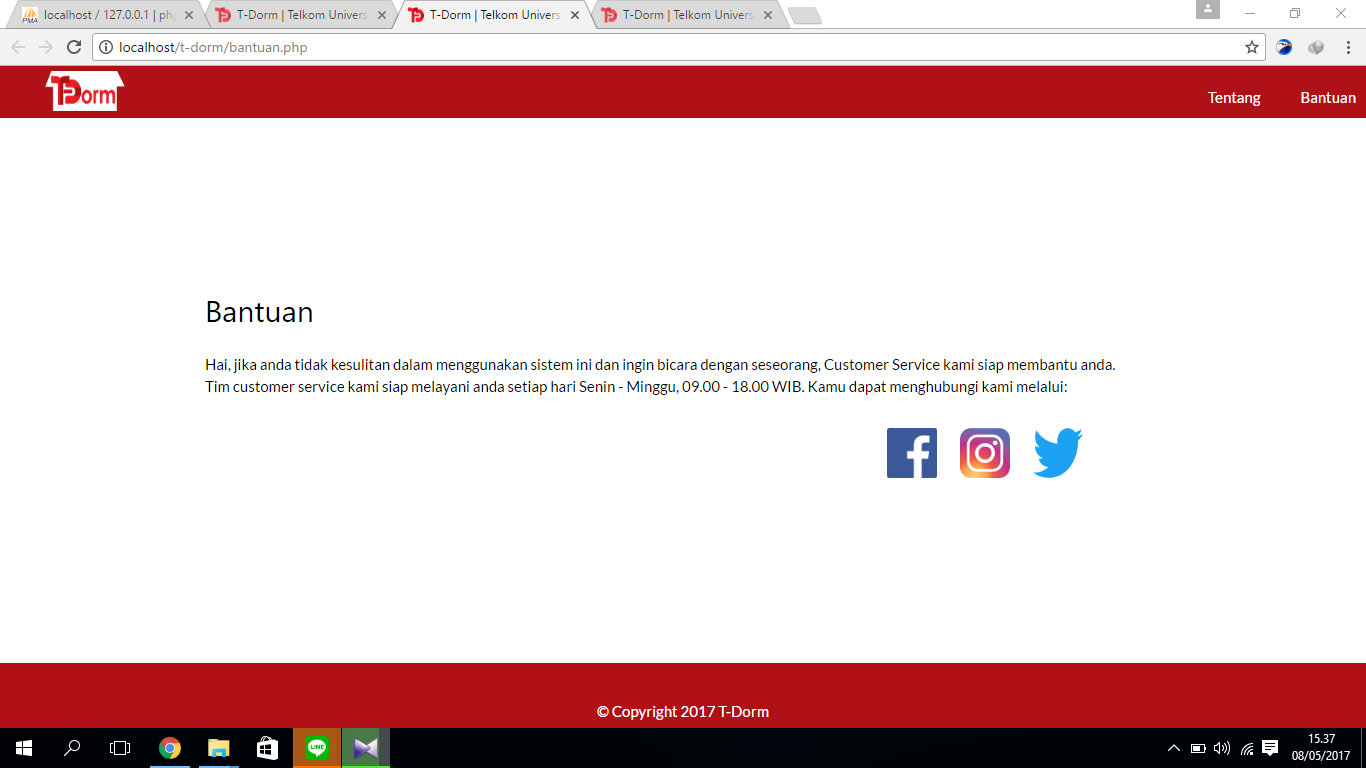 localhost / 127.0.0.1 | php
T-Dorm | Telkom Univers
T-Dorm | Telkom Univers
T-Dorm | Telkom Univers
localhost/t-dorm/bantuan.php
T-Dorm
Tentang
Bantuan
Bantuan
Hai, jika anda tidak kesulitan dalam menggunakan sistem ini dan ingin bicara dengan seseorang, Customer Service kami siap membantu anda.
Tim customer service kami siap melayani anda setiap hari Senin - Minggu, 09.00 - 18.00 WIB. Kamu dapat menghubungi kami melalui:
© Copyright 2017 T-Dorm
LINE
15.37
08/05/2017